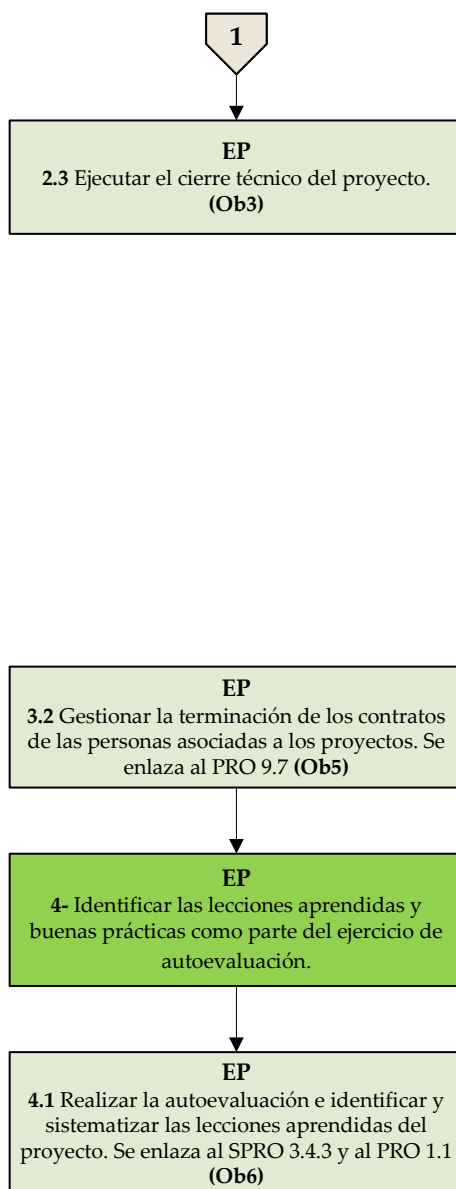 1
EP
2.3 Ejecutar el cierre técnico del proyecto.
(Ob3)
EP
3.2 Gestionar la terminación de los contratos
de las personas asociadas a los proyectos. Se
enlaza al PRO 9.7 (Ob5)
EP
4- Identificar las lecciones aprendidas y
buenas prácticas como parte del ejercicio de
autoevaluación.
EP
4.1 Realizar la autoevaluación e identificar y
sistematizar las lecciones aprendidas del
proyecto. Se enlaza al SPRO 3.4.3 y al PRO 1.1
(Ob6)